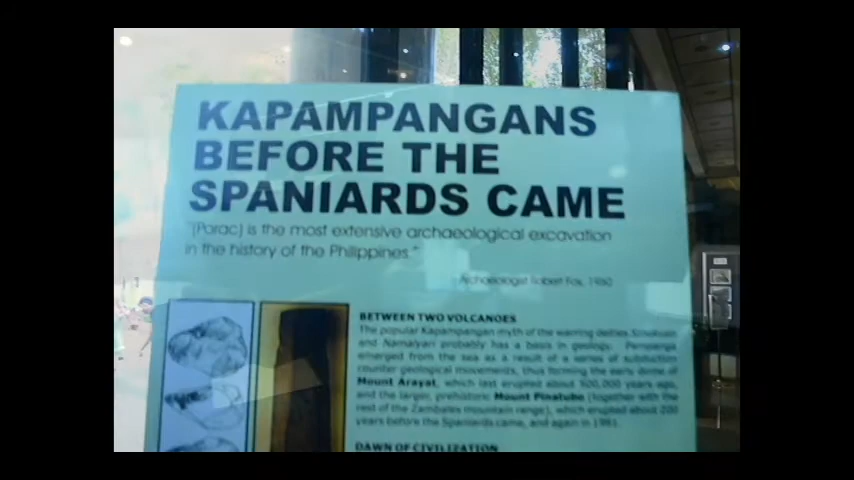 KAPAMPANGANS
BEFORE THE
SPANIARDS CAME
"(Porac) is the most extensive archaeological excavation
in the history of the Philippines."
Archaeologist Robert Fox, 1960
BETWEEN TWO VOLCANOES
The popular Kapampangan myth of the warring deities Sinukuan
and Namalyari probably has a basis in geology. Pampanga
emerged from the sea as a result of a series of subduction
counter geological movements, thus forming the early dome of
Mount Arayat, which last erupted about 500,000 years ago,
and the larger, prehistoric Mount Pinatubo (together with the
rest of the Zambales mountain range), which erupted about 200
years before the Spaniards came, and again in 1991.
DAWN OF CIVILIZATION